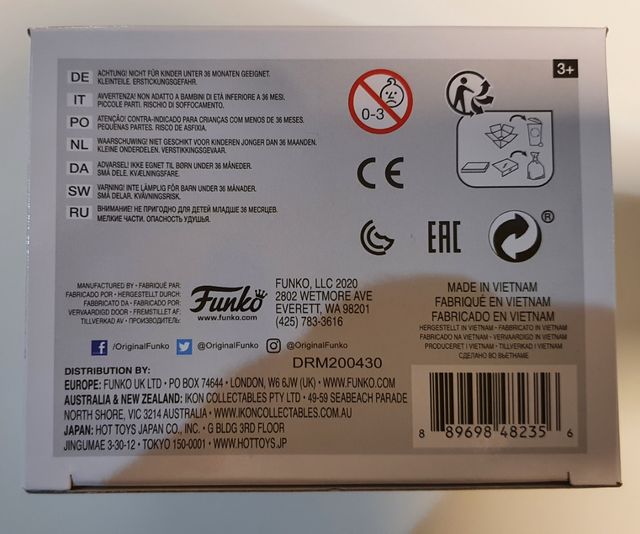 DE ACHTUNG! NICHT FÜR KINDER UNTER 36 MONATEN GEEIGNET.
KLEINTEILE. ERSTICKUNGSGEFAHR.
IT AVVERTENZA! NON ADATTO A BAMBINI DI ETÀ INFERIORE A 36 MESI.
PICCOLE PARTI. RISCHIO DI SOFFOCAMENTO.
PO ATENÇÃO! CONTRA-INDICADO PARA CRIANÇAS COM MENOS DE 36 MESES.
PEQUENAS PARTES. RISCO DE ASFIXIA.
NL WAARSCHUWING! NIET GESCHIKT VOOR KINDEREN JONGER DAN 36 MAANDEN.
KLEINE ONDERDELEN. VERSTIKKINGSGEVAAR.
DA ADVARSEL! IKKE EGNET TIL BØRN UNDER 36 MÅNEDER.
SMÅ DELE. KVÆLNINGSFARE.
SW VARNING! INTE LÄMPLIG FÖR BARN UNDER 36 MÅNADER.
SMÅ DELAR. KVÄVNINGSRISK.
RU ВНИМАНИЕ! НЕ ПРИГОДНО ДЛЯ ДЕТЕЙ МЛАДШЕ 36 МЕСЯЦЕВ.
МЕЛКИЕ ЧАСТИ. ОПАСНОСТЬ УДУШЬЯ.
0-3
3+
CE
EAC
®
MANUFACTURED BY • FABRIQUÉ PAR:
FABRICADO POR • HERGESTELLT DURCH:
FABBRICATO DA • FABRICADO POR:
VERVAARDIGD DOOR • FREMSTILLET AF:
TILLVERKAD AV • ПРОИЗВОДИТЕЛЬ:
Funko
www.funko.com
FUNKO, LLC 2020
2802 WETMORE AVE
EVERETT, WA 98201
(425) 783-3616
MADE IN VIETNAM
FABRIQUÉ EN VIETNAM
FABRICADO EN VIETNAM
HERGESTELLT IN VIETNAM • FABBRICATO IN VIETNAM
FABRICADO NA VIETNAM • VERVAARDIGD IN VIETNAM
PRODUCERET I VIETNAM • TILLVERKAD I VIETNAM
СДЕЛАНО ВО ВЬЕТНАМЕ
f /OriginalFunko @OriginalFunko @OriginalFunko
DRM200430
DISTRIBUTION BY:
EUROPE: FUNKO UK LTD • PO BOX 74644 • LONDON, W6 6JW (UK) • WWW.FUNKO.COM
AUSTRALIA & NEW ZEALAND: IKON COLLECTABLES PTY LTD • 49-59 SEABEACH PARADE
NORTH SHORE, VIC 3214 AUSTRALIA • WWW.IKONCOLLECTABLES.COM.AU
JAPAN: HOT TOYS JAPAN CO., INC. • G BLDG 3RD FLOOR
JINGUMAE 3-30-12 • TOKYO 150-0001 • WWW.HOTTOYS.JP
8 89698 48235 6